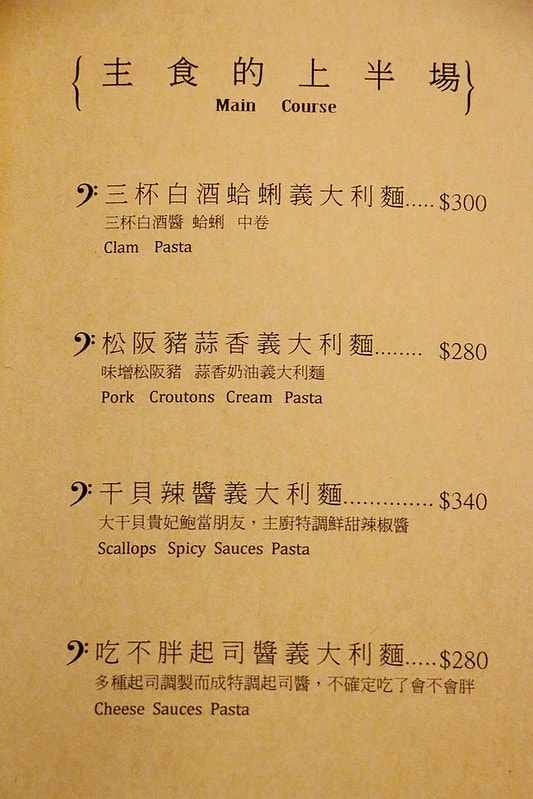 {主食的上半場}
Main Course
三杯白酒蛤蜊義大利麵.....$300
三杯白酒醬 蛤蜊 中卷
Clam Pasta
松阪豬蒜香義大利麵........ $280
味增松阪豬 蒜香奶油義大利麵
Pork Croutons Cream Pasta
干貝辣醬義大利麵..............$340
大干貝貴妃鮑當朋友，主廚特調鮮甜辣椒醬
Scallops Spicy Sauces Pasta
吃不胖起司醬義大利麵.....$280
多種起司調製而成特調起司醬，不確定吃了會不會胖
Cheese Sauces Pasta